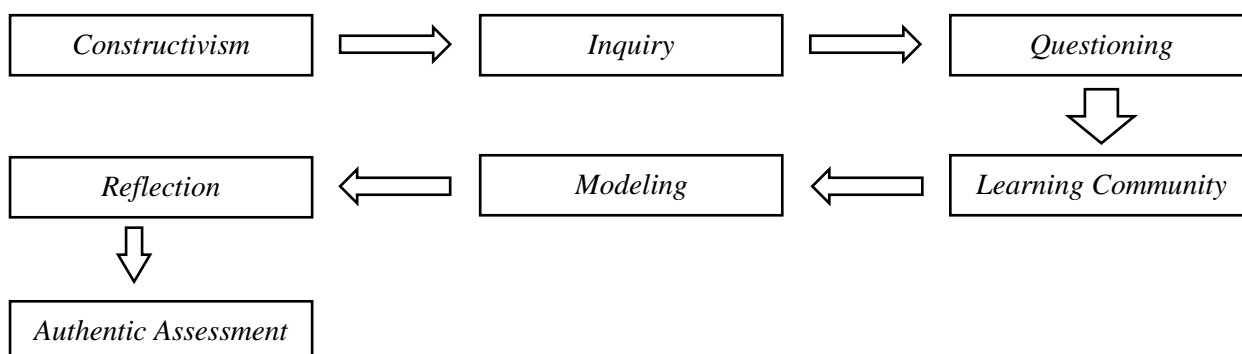 Constructivism
Inquiry
Questioning
Learning Community
Modeling
Reflection
Authentic Assessment